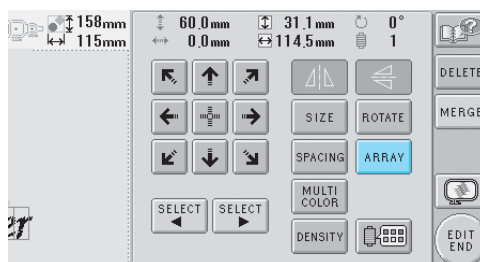 158mm 60.0mm 31.1mm 0°
115mm 0.0mm 114.5mm 1
DELETE
SIZE ROTATE MERGE
SPACING ARRAY
MULTI
COLOR
SELECT SELECT
DENSITY
EDIT
END